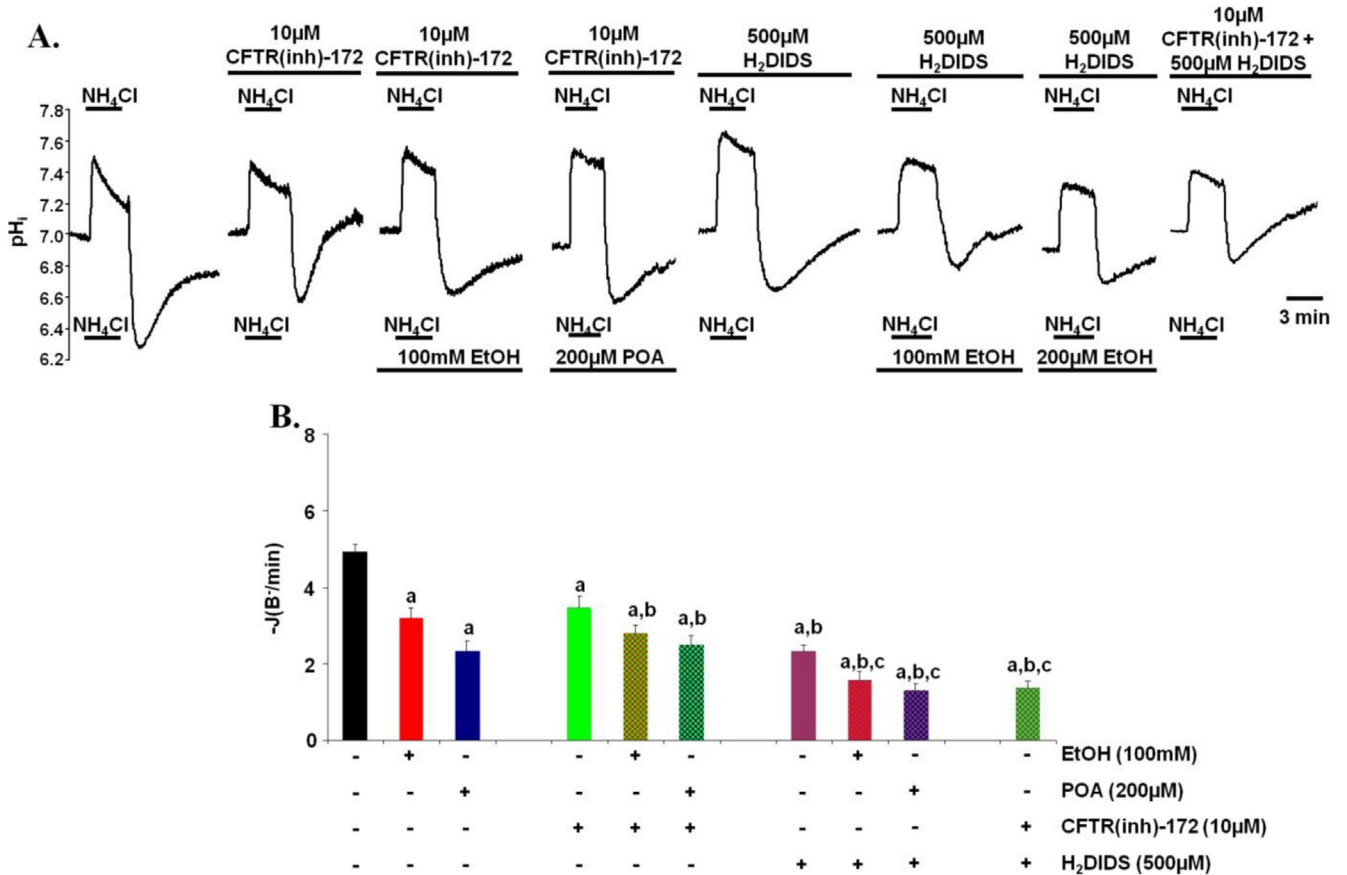 A.
10µM
CFTR(inh)-172
10µM
CFTR(inh)-172
10µM
CFTR(inh)-172
500µM
H₂DIDS
500µM
H₂DIDS
500µM
H₂DIDS
10µM
CFTR(inh)-172 +
500µM H₂DIDS
NH₄Cl NH₄Cl NH₄Cl NH₄Cl NH₄Cl NH₄Cl NH₄Cl NH₄Cl
7.8
7.6
7.4
7.2
7.0
6.8
6.6
6.4
6.2
pHᵢ
3 min
NH₄Cl NH₄Cl NH₄Cl NH₄Cl NH₄Cl NH₄Cl NH₄Cl NH₄Cl
100mM EtOH 200µM POA 100mM EtOH 200µM EtOH
B.
8
6
4
2
0
-J(B⁻/min)
a a a a,b a,b a,b a,b,c a,b,c a,b,c
- + - - + - - + - - EtOH (100mM)
- - + - - + - - + - POA (200µM)
- - - + + + - - - + CFTR(inh)-172 (10µM)
- - - - - - + + + + H₂DIDS (500µM)